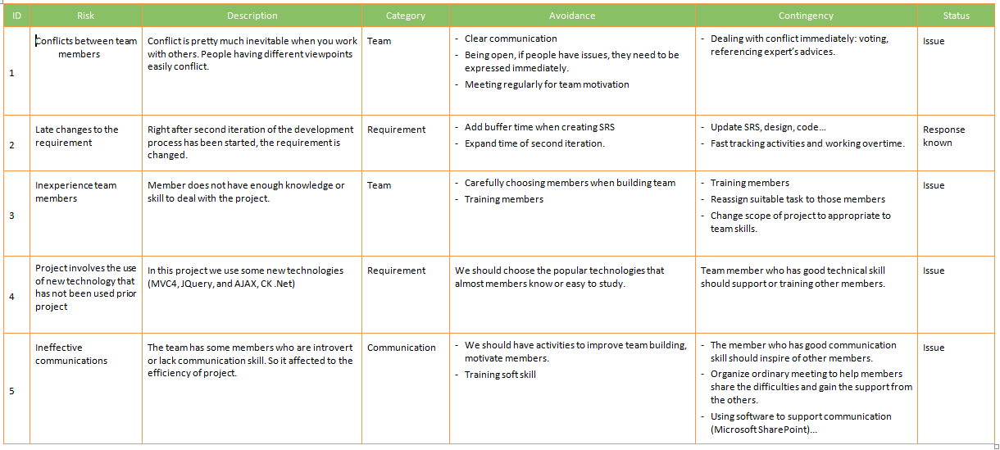 ID Risk Description Category Avoidance Contingency Status
1
Conflicts between team
members
Conflict is pretty much inevitable when you work
with others. People having different viewpoints
easily conflict.
Team
- Clear communication
- Being open, if people have issues, they need to be
expressed immediately.
- Meeting regularly for team motivation
- Dealing with conflict immediately: voting,
referencing expert's advices.
Issue
2
Late changes to the
requirement
Right after second iteration of the development
process has been started, the requirement is
changed.
Requirement
- Add buffer time when creating SRS
- Expand time of second iteration.
- Update SRS, design, code...
- Fast tracking activities and working overtime.
Response
known
3
Inexperience team
members
Member does not have enough knowledge or
skill to deal with the project.
Team
- Carefully choosing members when building team
- Training members
- Training members
- Reassign suitable task to those members
- Change scope of project to appropriate to
team skills.
Issue
4
Project involves the use
of new technology that
has not been used prior
project
In this project we use some new technologies
(MVC4, JQuery, and AJAX, CK .Net)
Requirement
We should choose the popular technologies that
almost members know or easy to study.
Team member who has good technical skill
should support or training other members.
Issue
5
Ineffective
communications
The team has some members who are introvert
or lack communication skill. So it affected to the
efficiency of project.
Communication
- We should have activities to improve team building,
motivate members.
- Training soft skill
- The member who has good communication
skill should inspire of other members.
- Organize ordinary meeting to help members
share the difficulties and gain the support from
the others.
- Using software to support communication
(Microsoft SharePoint)...
Issue